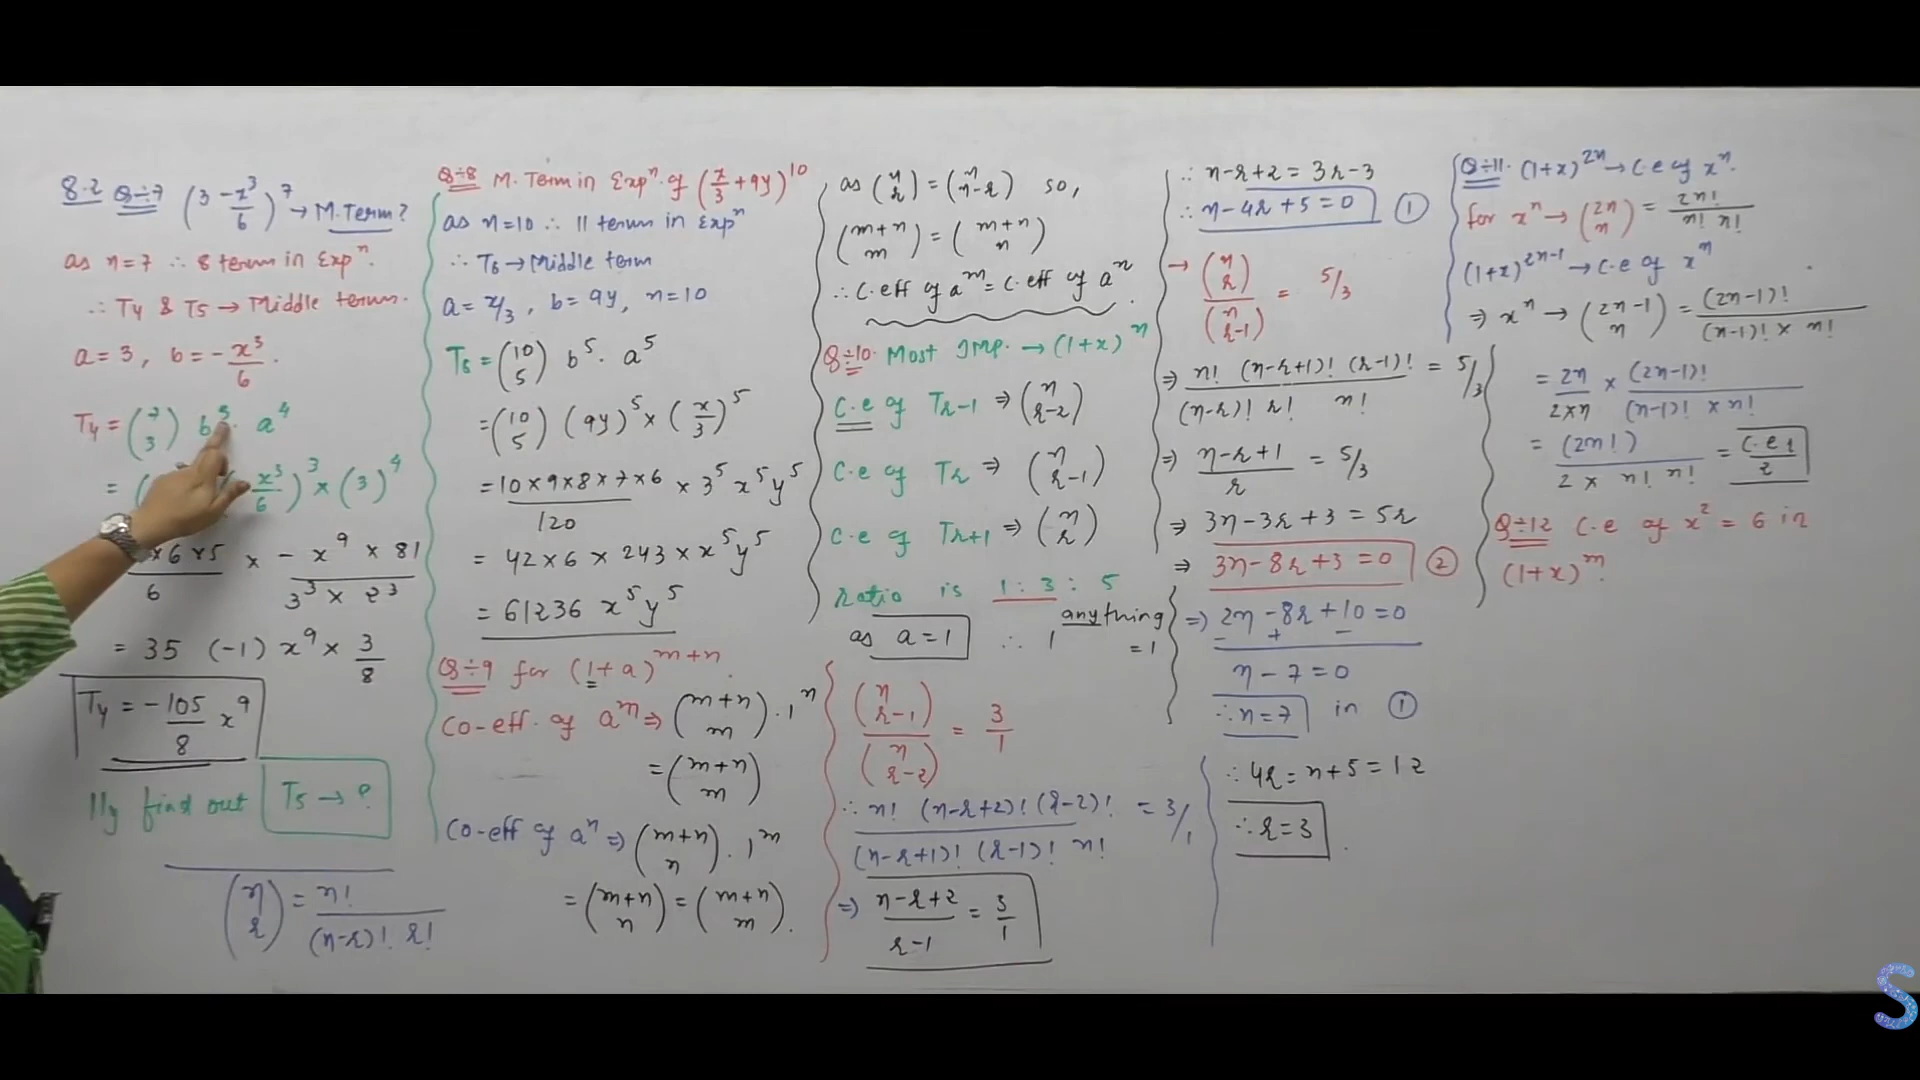 8.2 Q÷7 (3 - x³/6)⁷ → M.Term?
as n=7 ∴ 8 term in Expⁿ.
∴ T4 & T5 → Middle term.
a = 3, b = - x³/6.
T4 = (7 3) b³ · a⁴
= ( x³/6)³ × (3)⁴
×6×5/6 × - x⁹ × 81/3³ × 2³
= 35 (-1) x⁹ × 3/8
T4 = - 105/8 x⁹
lly find out T5 → ?
(n r) = n!/(n-r)! r!
Q÷8 M.Term in Expⁿ. of (x/3 + 9y)¹⁰
as n=10 ∴ 11 term in Expⁿ
∴ T6 → Middle term
a = x/3, b = 9y, n = 10
T6 = (10 5) b⁵ · a⁵
= (10 5) (9y)⁵ × (x/3)⁵
= 10×9×8×7×6/120 × 3⁵ x⁵ y⁵
= 42×6 × 243 × x⁵y⁵
= 61236 x⁵y⁵
Q÷9 for (1+a)ᵐ⁺ⁿ
Co-eff. of aᵐ ⇒ (m+n m) · 1ⁿ
= (m+n m)
Co-eff of aⁿ ⇒ (m+n n) · 1ᵐ
= (m+n n) = (m+n m).
as (n r) = (n n-r) so,
(m+n m) = (m+n n)
∴ C.eff of aᵐ = C.eff of aⁿ.
Q÷10. Most Imp. → (1+x)ⁿ
C.e of Tr-1 ⇒ (n r-2)
C.e of Tr ⇒ (n r-1)
C.e of Tr+1 ⇒ (n r)
Ratio is 1 : 3 : 5
as a = 1 ∴ 1 anything = 1
(n r-1)/(n r-2) = 3/1
∴ n! (n-r+2)! (r-2)!/(n-r+1)! (r-1)! n! = 3/1
⇒ n-r+2/r-1 = 3/1
∴ n-r+2 = 3r-3
∴ n-4r+5 = 0 ①
→ (n r)/(n r-1) = 5/3
⇒ n! (n-r+1)! (r-1)!/(n-r)! r! n! = 5/3
⇒ n-r+1/r = 5/3
⇒ 3n-3r+3 = 5r
⇒ 3n-8r+3 = 0 ②
⇒ 2n-8r+10 = 0
- + -
n - 7 = 0
∴ n = 7 in ①
∴ 4r = n+5 = 12
∴ r = 3.
Q÷11. (1+x)²ⁿ → C.e of xⁿ.
for xⁿ → (2n n) = 2n!/n! n!
(1+x)²ⁿ⁻¹ → C.e of xⁿ
⇒ xⁿ → (2n-1 n) = (2n-1)!/(n-1)! × n!
= 2n/2×n × (2n-1)!/(n-1)! × n!
= (2n!)/2 × n! n! = C.e 1/2
Q÷12 C.e of x² = 6 in
(1+x)ᵐ.
S